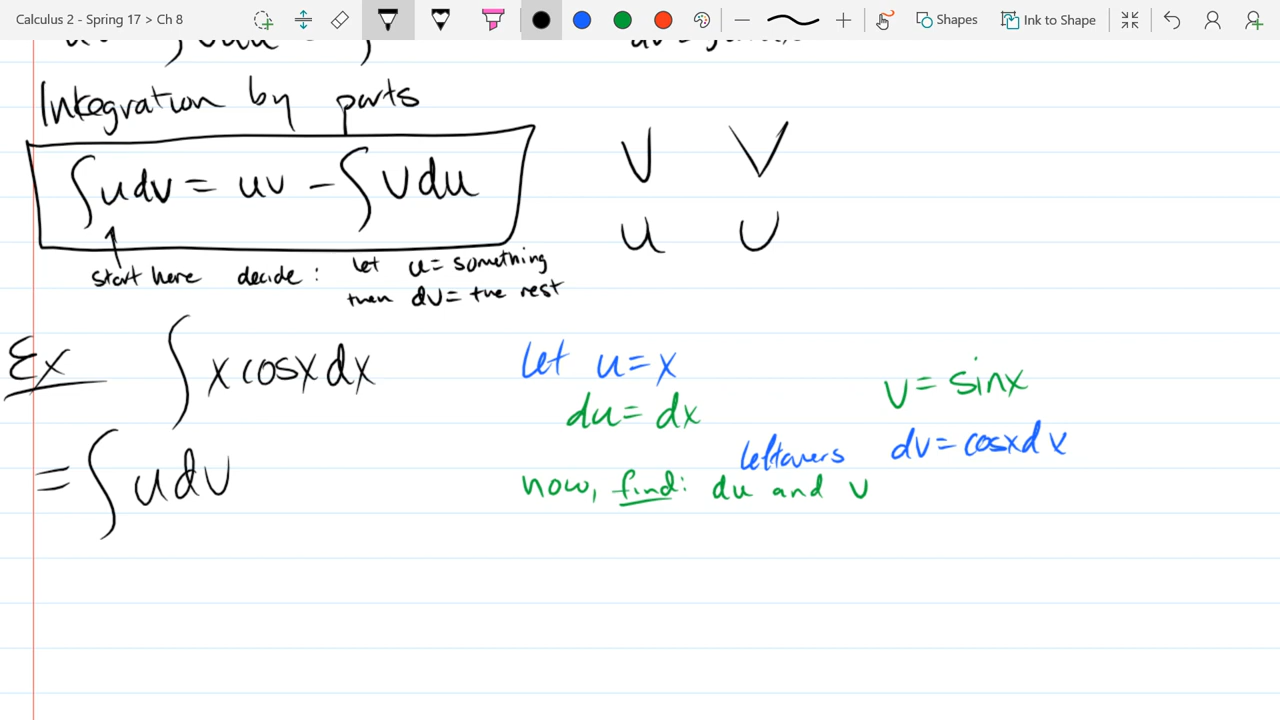 Calculus 2 - Spring 17 > Ch 8
Shapes
Ink to Shape
Integration by parts
∫udv = uv - ∫vdu
V V
u U
start here decide: let u = something
then dv = the rest
Ex ∫x cosx dx
let u = x
du = dx
v = sinx
leftovers dv = cosxdx
= ∫udv
now, find: du and v